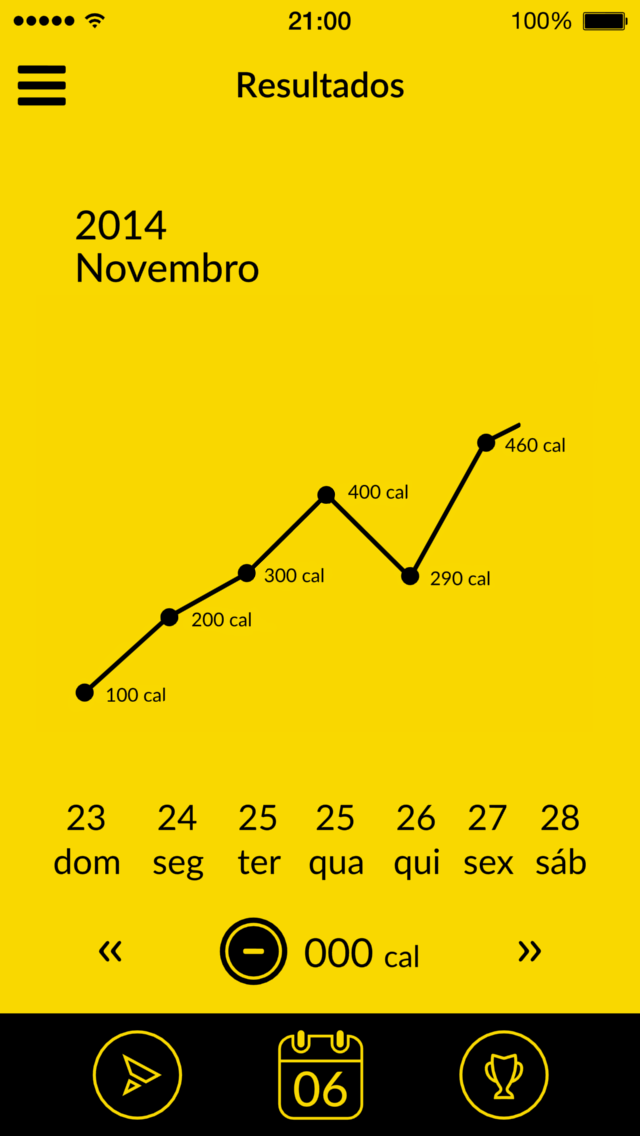 21:00 100%
Resultados
2014
Novembro
460 cal
400 cal
300 cal
290 cal
200 cal
100 cal
23 24 25 25 26 27 28
dom seg ter qua qui sex sáb
« 000 cal »
06